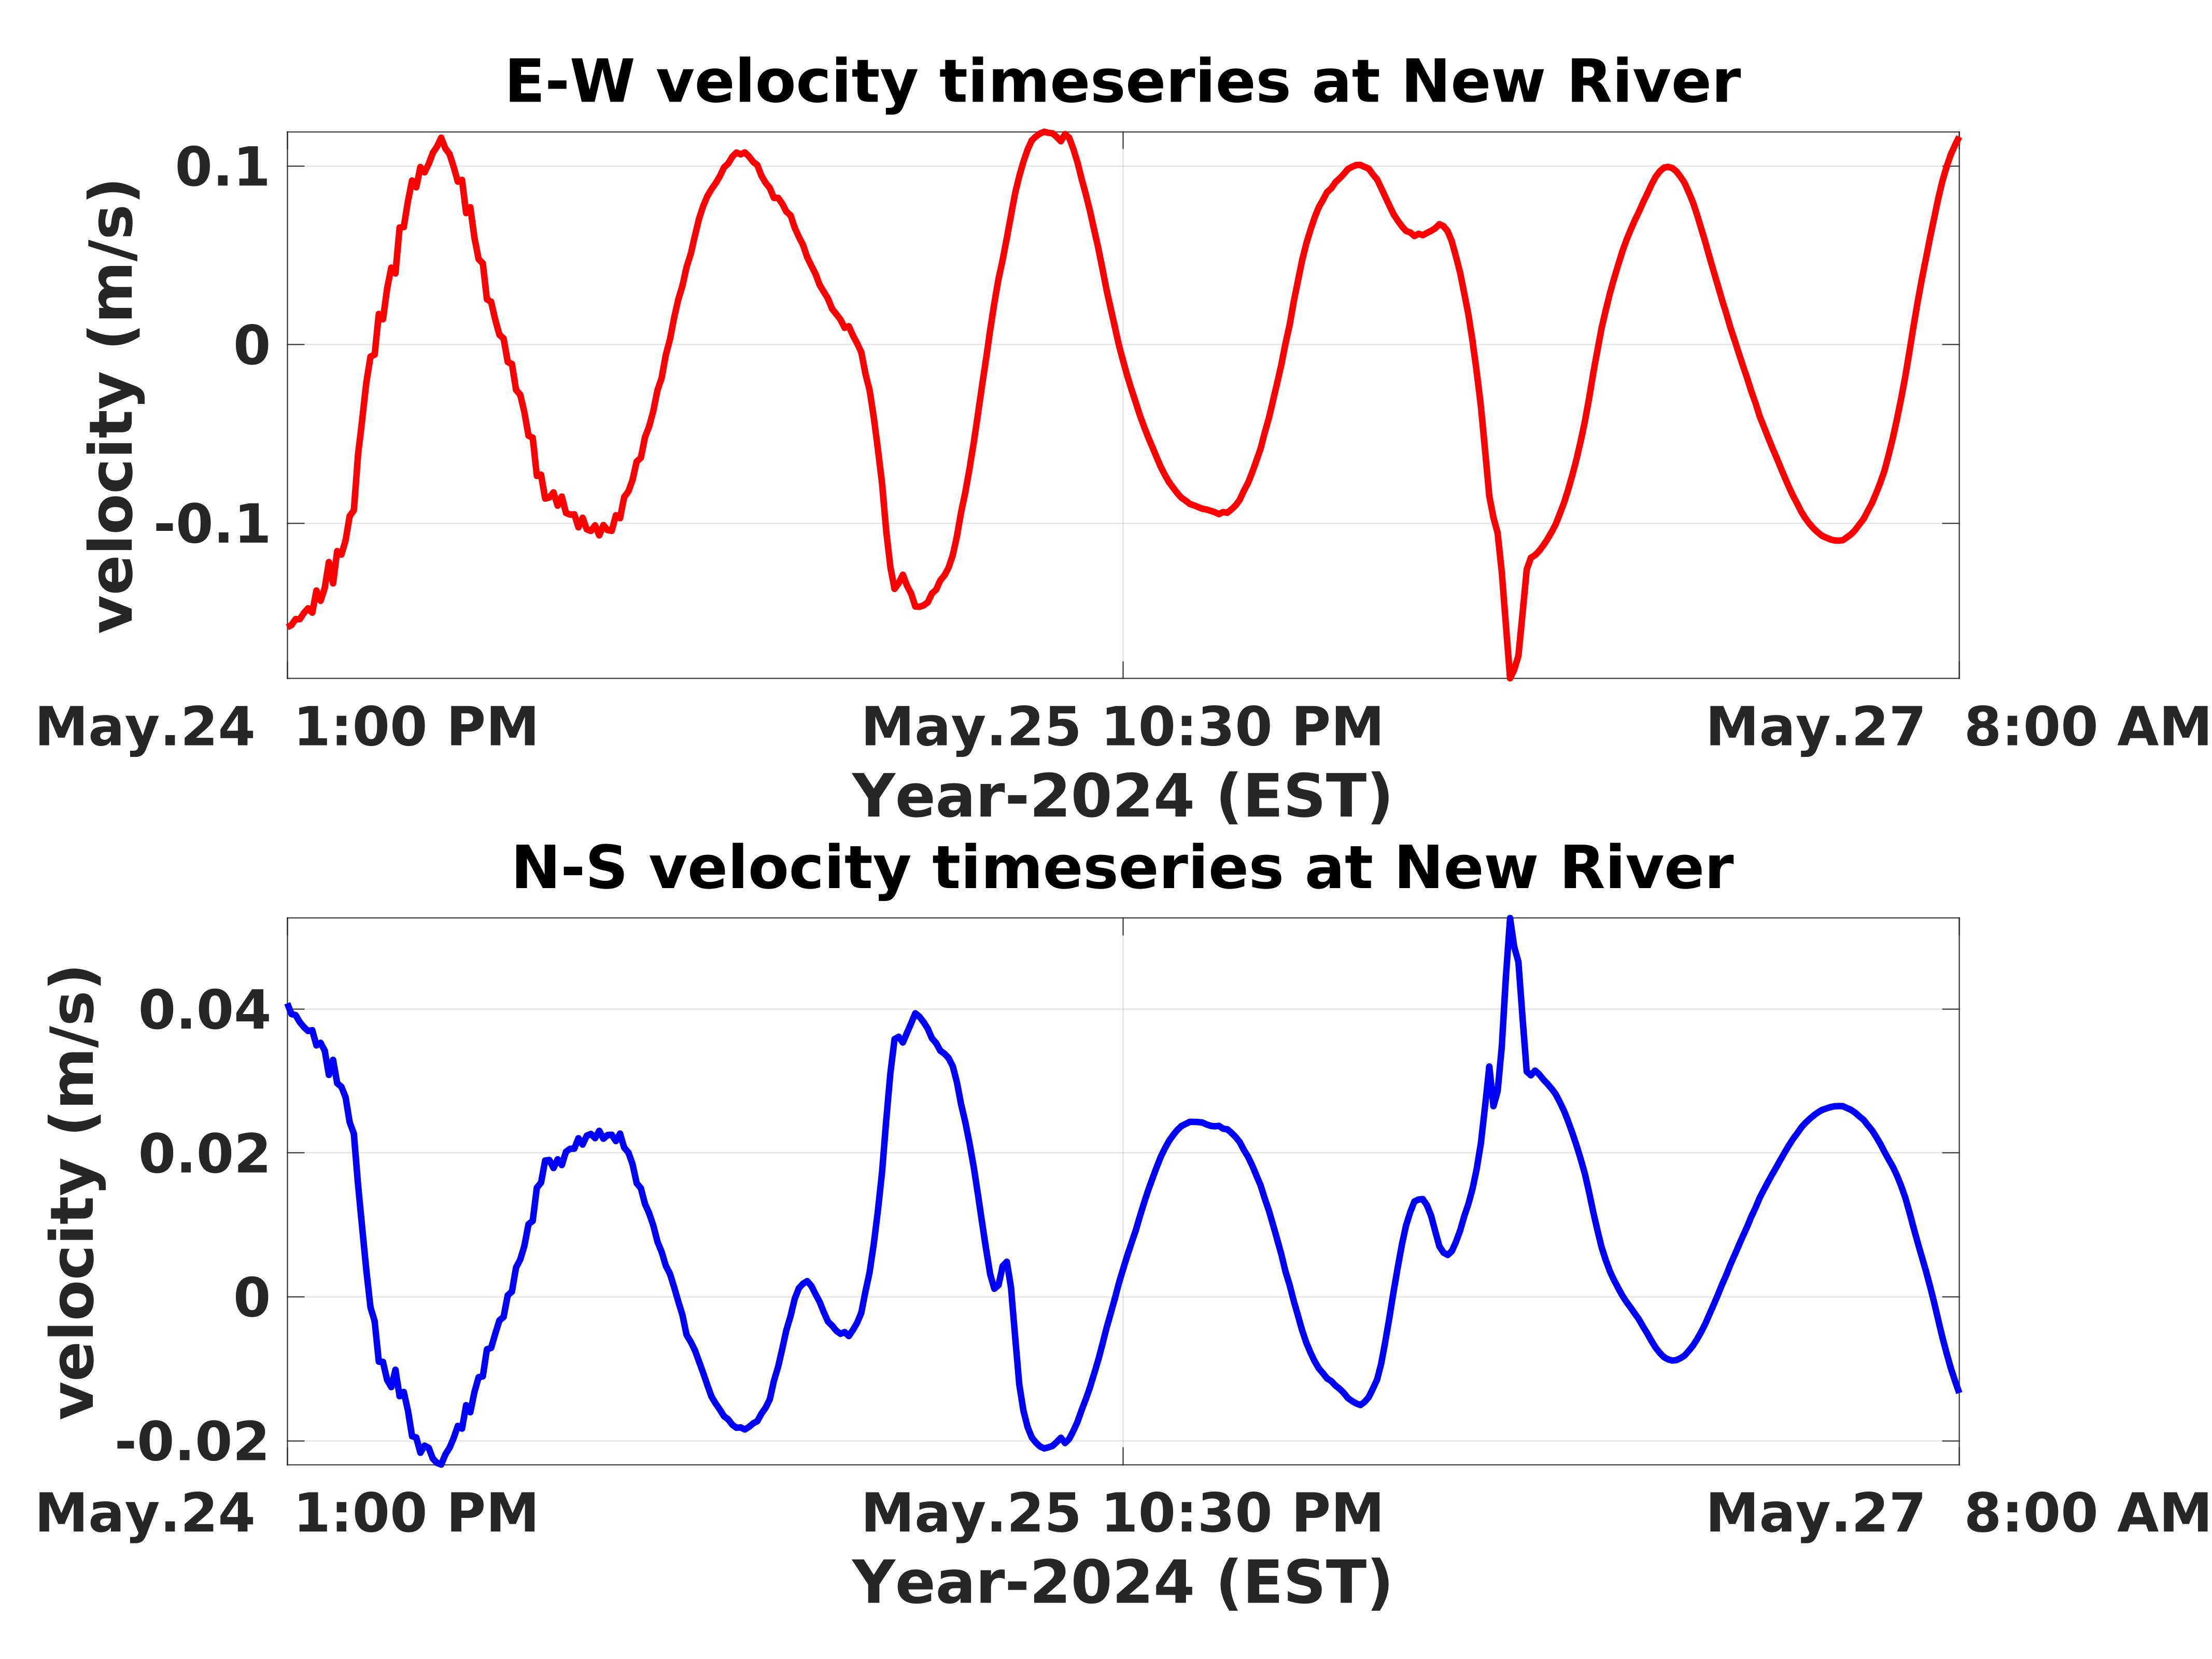 E-W velocity timeseries at New River
velocity (m/s)
0.1
0
-0.1
May.24  1:00 PM
May.25 10:30 PM
May.27  8:00 AM
Year-2024 (EST)
N-S velocity timeseries at New River
velocity (m/s)
0.04
0.02
0
-0.02
May.24  1:00 PM
May.25 10:30 PM
May.27  8:00 AM
Year-2024 (EST)